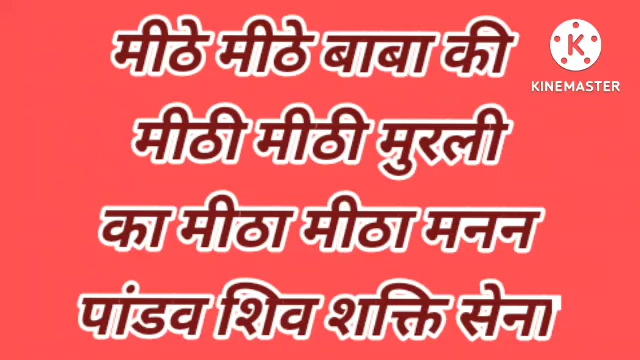 मीठे मीठे बाबा की
KINEMASTER
मीठी मीठी मुरली
का मीठा मीठा मनन
पांडव शिव शक्ति सेना